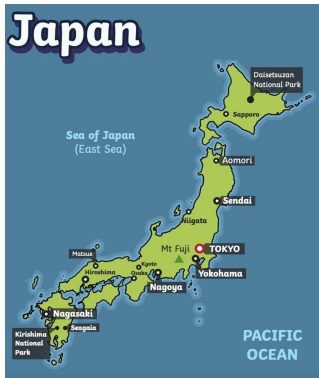 Japan
Daisetsuzan
National Park
Sapporo
Sea of Japan
(East Sea)
Aomori
Sendai
Niigata
Mt Fuji
TOKYO
Matsue
Kyoto
Hiroshima
Osaka
Yokohama
Nagoya
Nagasaki
Seagaia
Kirishima
National
Park
PACIFIC
OCEAN